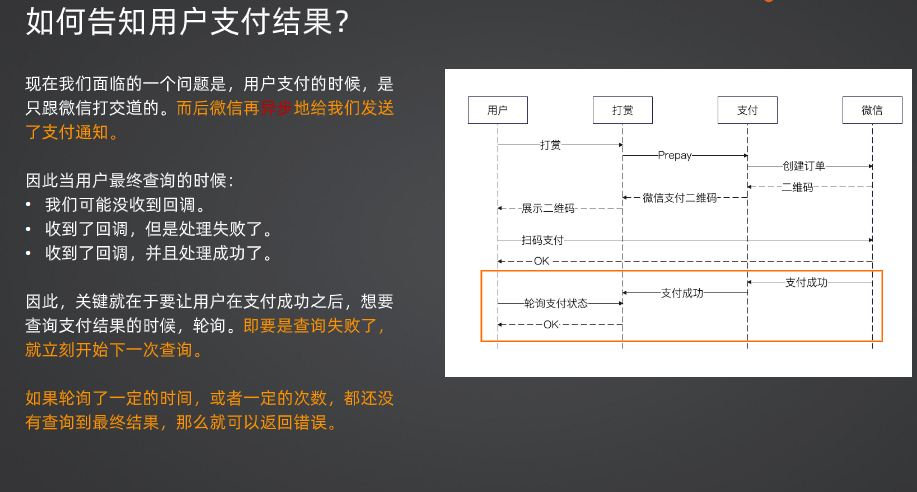 如何告知用户支付结果？
现在我们面临的一个问题是，用户支付的时候，是
只跟微信打交道的。而后微信再异步地给我们发送
了支付通知。
因此当用户最终查询的时候：
• 我们可能没收到回调。
• 收到了回调，但是处理失败了。
• 收到了回调，并且处理成功了。
因此，关键就在于要让用户在支付成功之后，想要
查询支付结果的时候，轮询。即要是查询失败了，
就立刻开始下一次查询。
如果轮询了一定的时间，或者一定的次数，都还没
有查询到最终结果，那么就可以返回错误。
用户
打赏
支付
微信
打赏
Prepay
创建订单
二维码
微信支付二维码
展示二维码
扫码支付
OK
支付成功
支付成功
轮询支付状态
OK